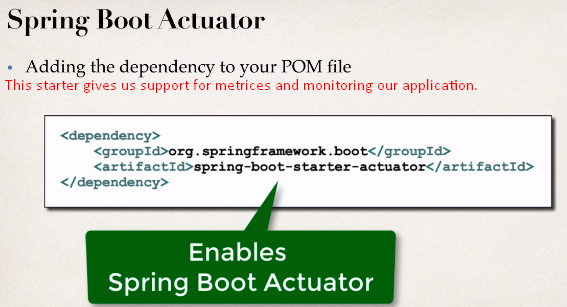 Spring Boot Actuator
• Adding the dependency to your POM file
This starter gives us support for metrices and monitoring our application.
<dependency>
<groupId>org.springframework.boot</groupId>
<artifactId>spring-boot-starter-actuator</artifactId>
</dependency>
Enables
Spring Boot Actuator